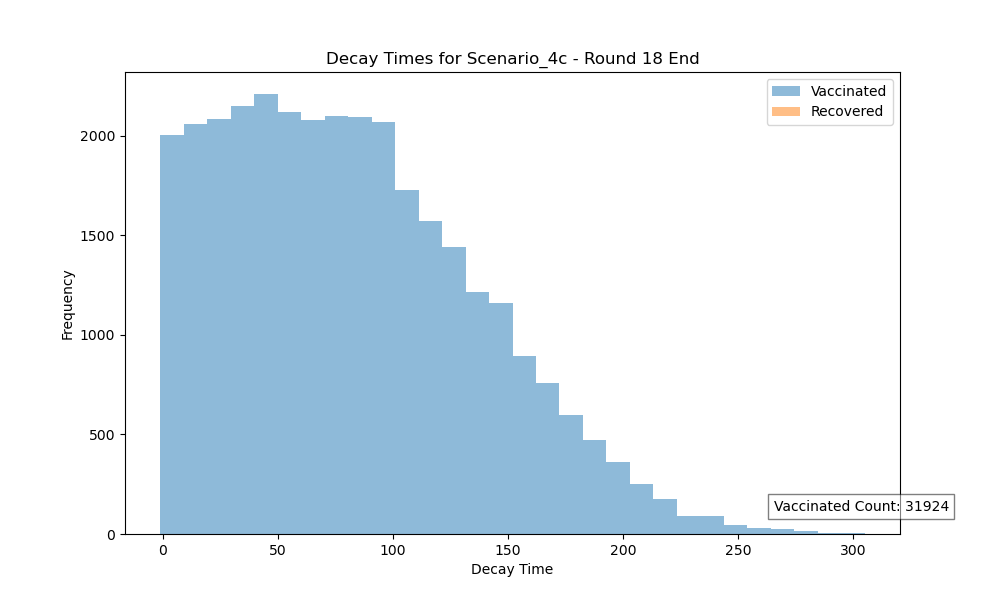 Decay Times for Scenario_4c - Round 18 End
Vaccinated
Recovered
2000
1500
1000
500
0
Frequency
Vaccinated Count: 31924
0 50 100 150 200 250 300
Decay Time